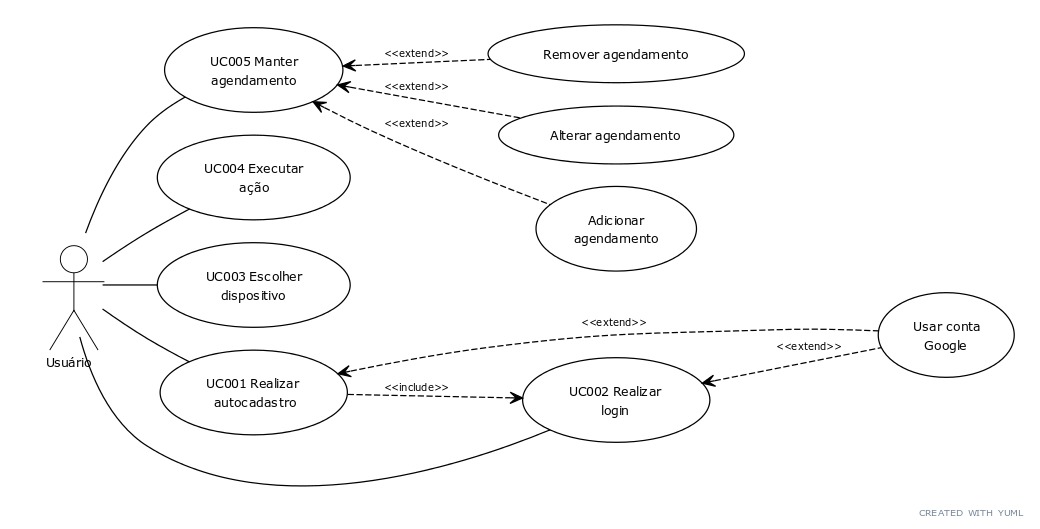 UC005 Manter
agendamento
<<extend>>
Remover agendamento
<<extend>>
Alterar agendamento
<<extend>>
Adicionar
agendamento
UC004 Executar
ação
UC003 Escolher
dispositivo
Usuário
UC001 Realizar
autocadastro
<<include>>
UC002 Realizar
login
<<extend>>
<<extend>>
Usar conta
Google
CREATED WITH YUML